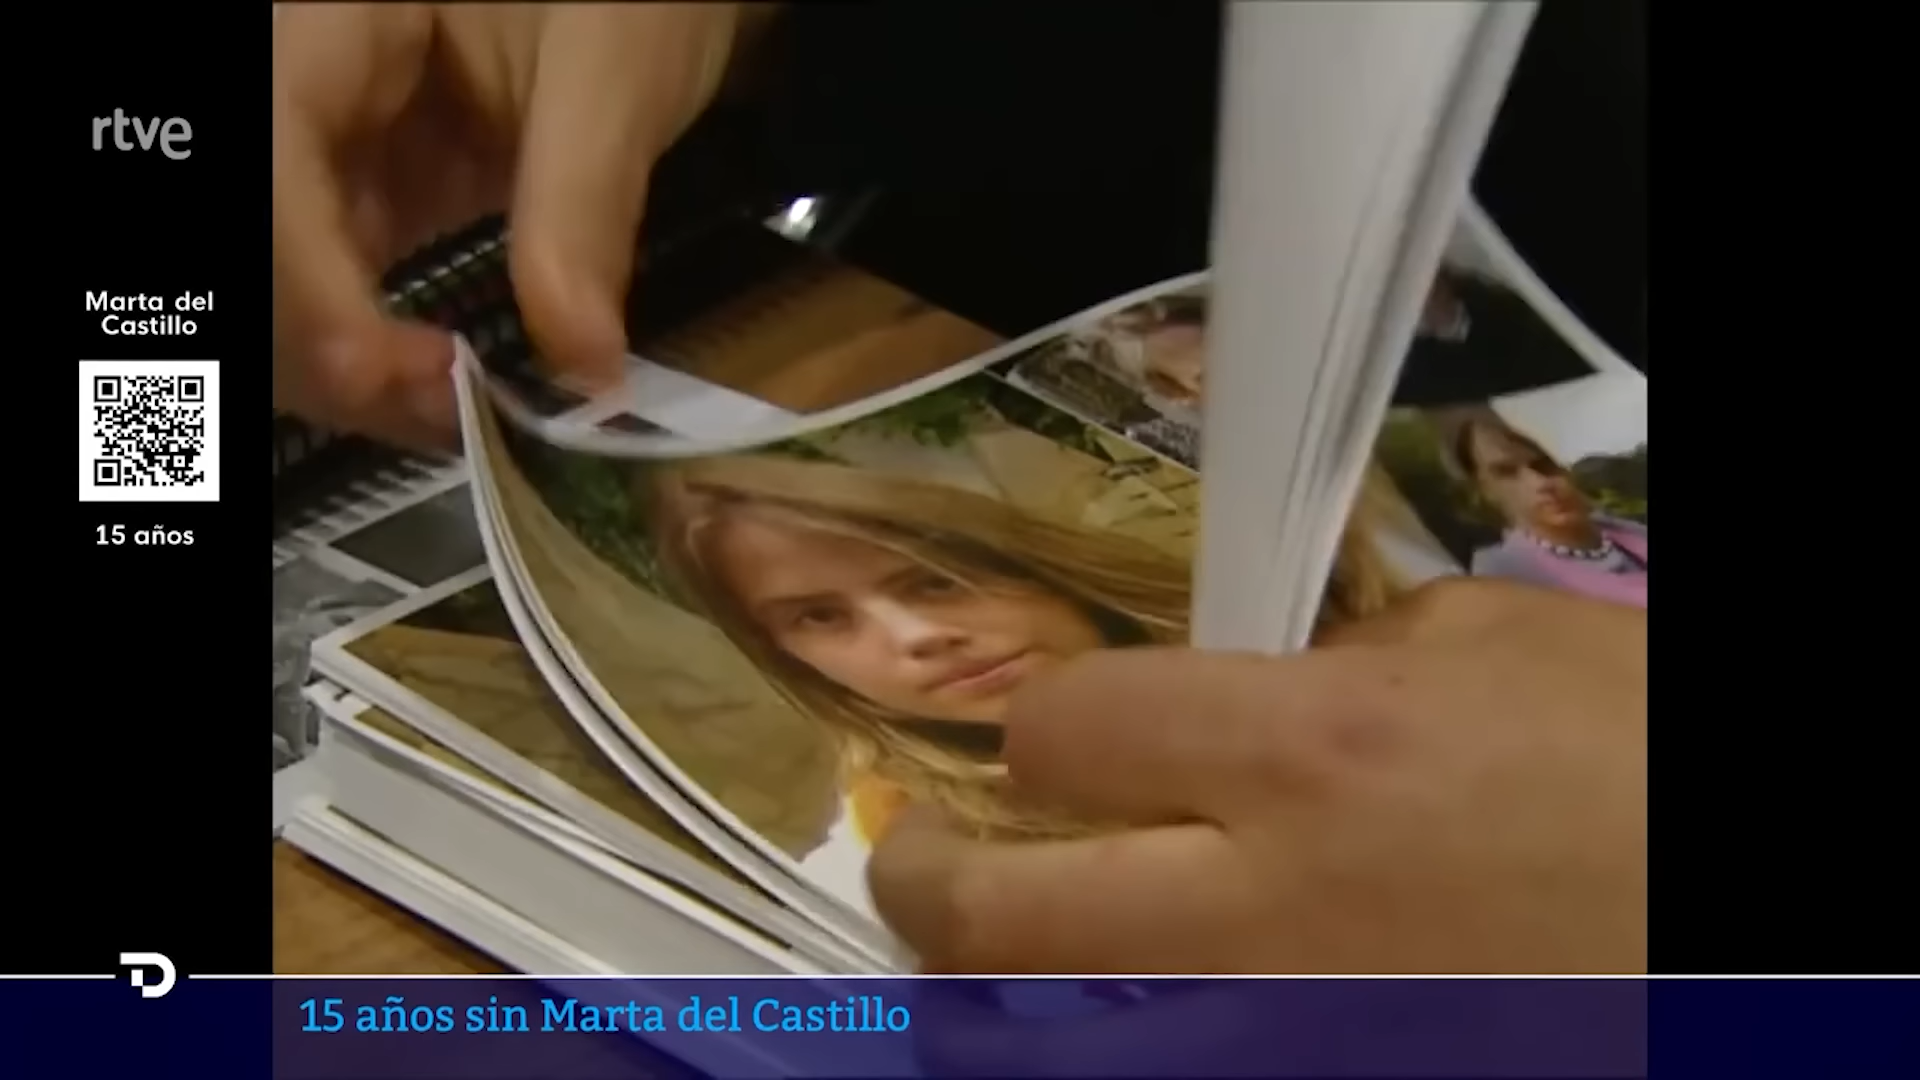 rtve
Marta del
Castillo
15 años
15 años sin Marta del Castillo